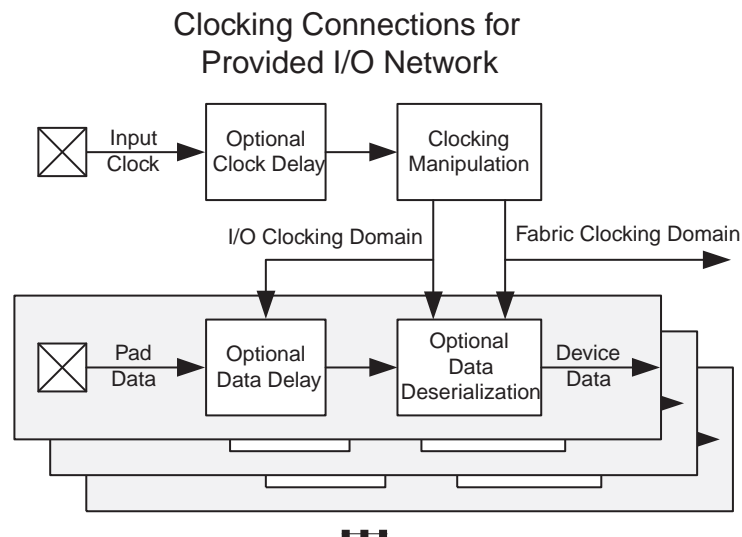 Clocking Connections for
Provided I/O Network
Input
Clock
Optional
Clock Delay
Clocking
Manipulation
I/O Clocking Domain
Fabric Clocking Domain
Pad
Data
Optional
Data Delay
Optional
Data
Deserialization
Device
Data